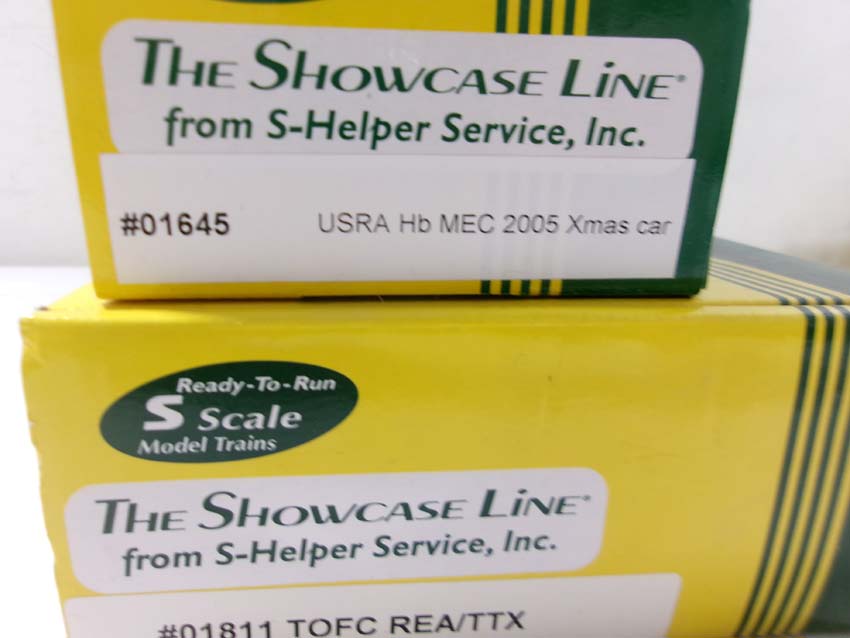 THE SHOWCASE LINE®
from S-Helper Service, Inc.
#01645 USRA Hb MEC 2005 Xmas car
Ready-To-Run
S Scale
Model Trains
THE SHOWCASE LINE®
from S-Helper Service, Inc.
#01811 TOFC REA/TTX